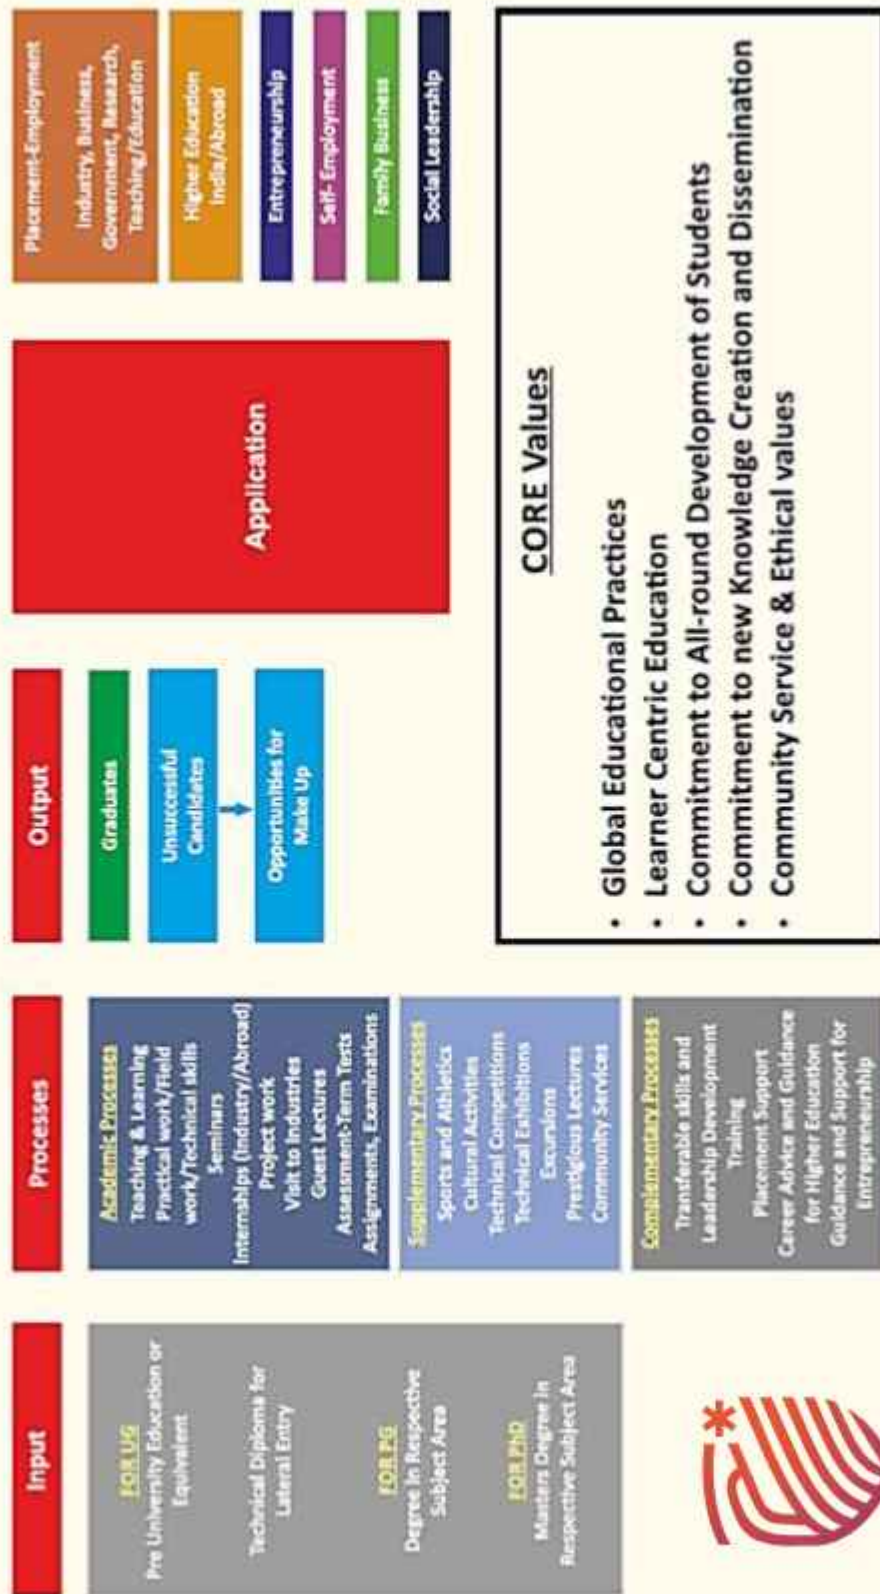 Input
FOR UG
Pre University Education or
Equivalent
Technical Diploma for
Lateral Entry
FOR PG
Degree in Respective
Subject Area
FOR PhD
Masters Degree in
Respective Subject Area
Processes
Academic Processes
Teaching & Learning
Practical work/Field
work/Technical skills
Seminars
Internships (Industry/Abroad)
Project work
Visit to Industries
Guest Lectures
Assessment-Term Tests
Assignments, Examinations
Supplementary Processes
Sports and Athletics
Cultural Activities
Technical Competitions
Technical Exhibitions
Excursions
Prestigious Lectures
Community Services
Complementary Processes
Transferable skills and
Leadership Development
Training
Placement Support
Career Advice and Guidance
for Higher Education
Guidance and Support for
Entrepreneurship
Output
Graduates
Unsuccessful
Candidates
Opportunities for
Make Up
Application
Placement-Employment
Industry, Business,
Government, Research,
Teaching/Education
Higher Education
India/Abroad
Entrepreneurship
Self- Employment
Family Business
Social Leadership
CORE Values
• Global Educational Practices
• Learner Centric Education
• Commitment to All-round Development of Students
• Commitment to new Knowledge Creation and Dissemination
• Community Service & Ethical values